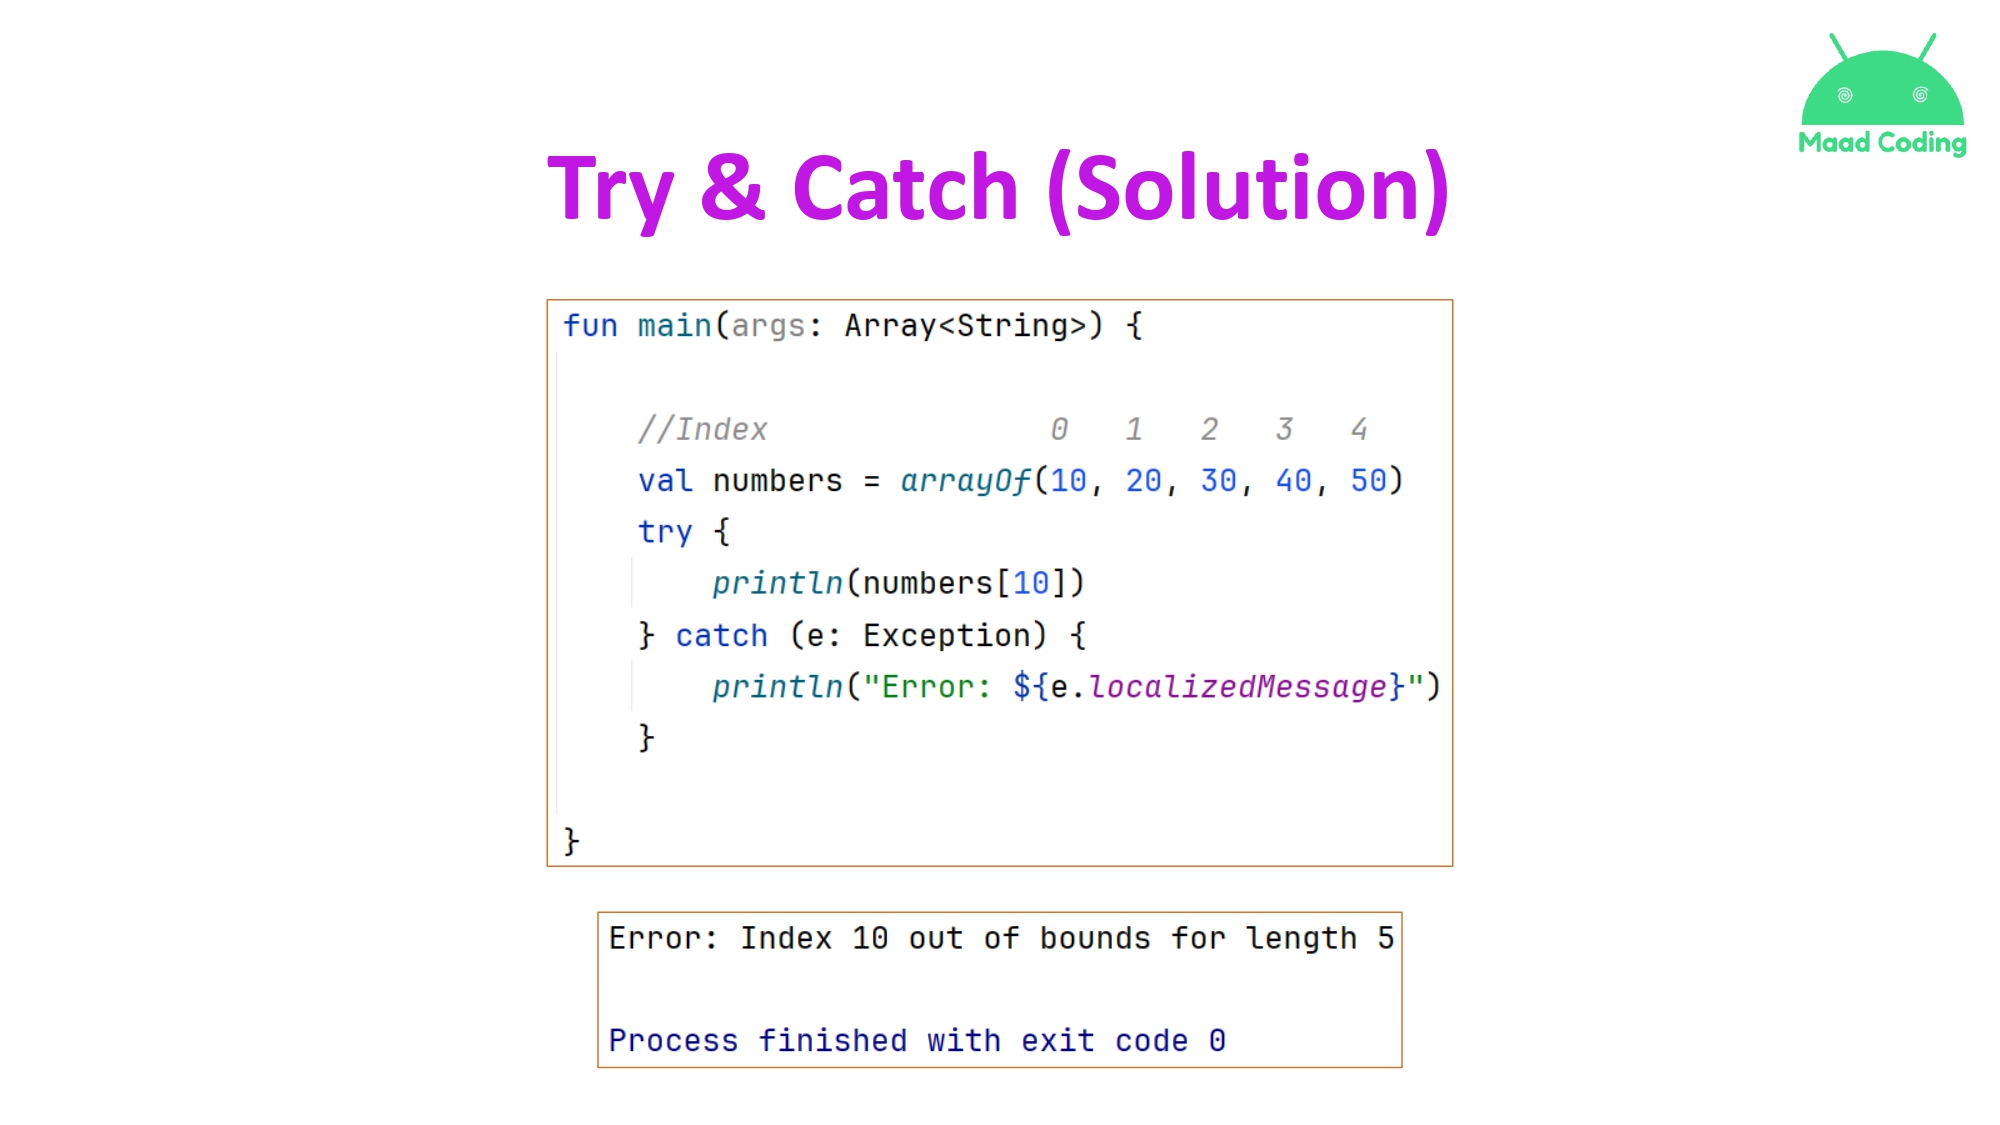 Maad Coding
Try & Catch (Solution)
fun main(args: Array<String>) {
//Index               0   1   2   3   4
val numbers = arrayOf(10, 20, 30, 40, 50)
try {
println(numbers[10])
} catch (e: Exception) {
println("Error: ${e.localizedMessage}")
}
}
Error: Index 10 out of bounds for length 5
Process finished with exit code 0